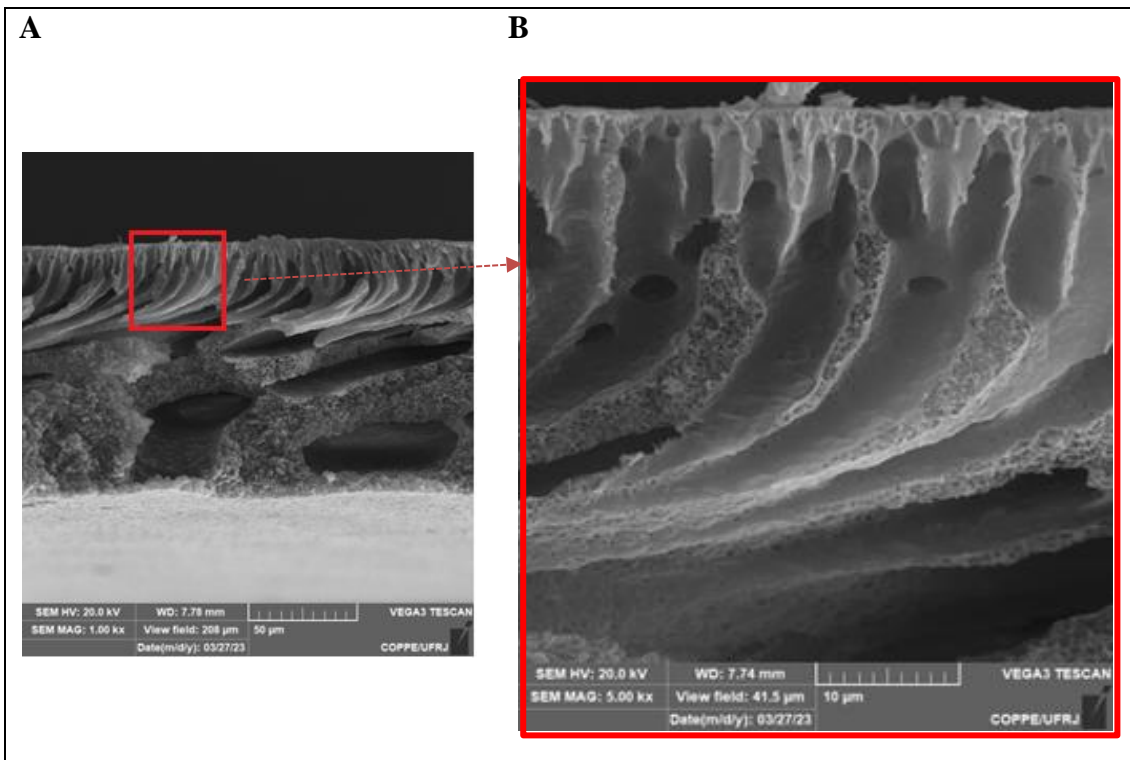 A
B
SEM HV: 20.0 kV WD: 7.78 mm VEGA3 TESCAN
SEM MAG: 1.00 kx View field: 208 µm 50 µm
Date(m/d/y): 03/27/23 COPPE/UFRJ
SEM HV: 20.0 kV WD: 7.74 mm VEGA3 TESCAN
SEM MAG: 5.00 kx View field: 41.5 µm 10 µm
Date(m/d/y): 03/27/23 COPPE/UFRJ